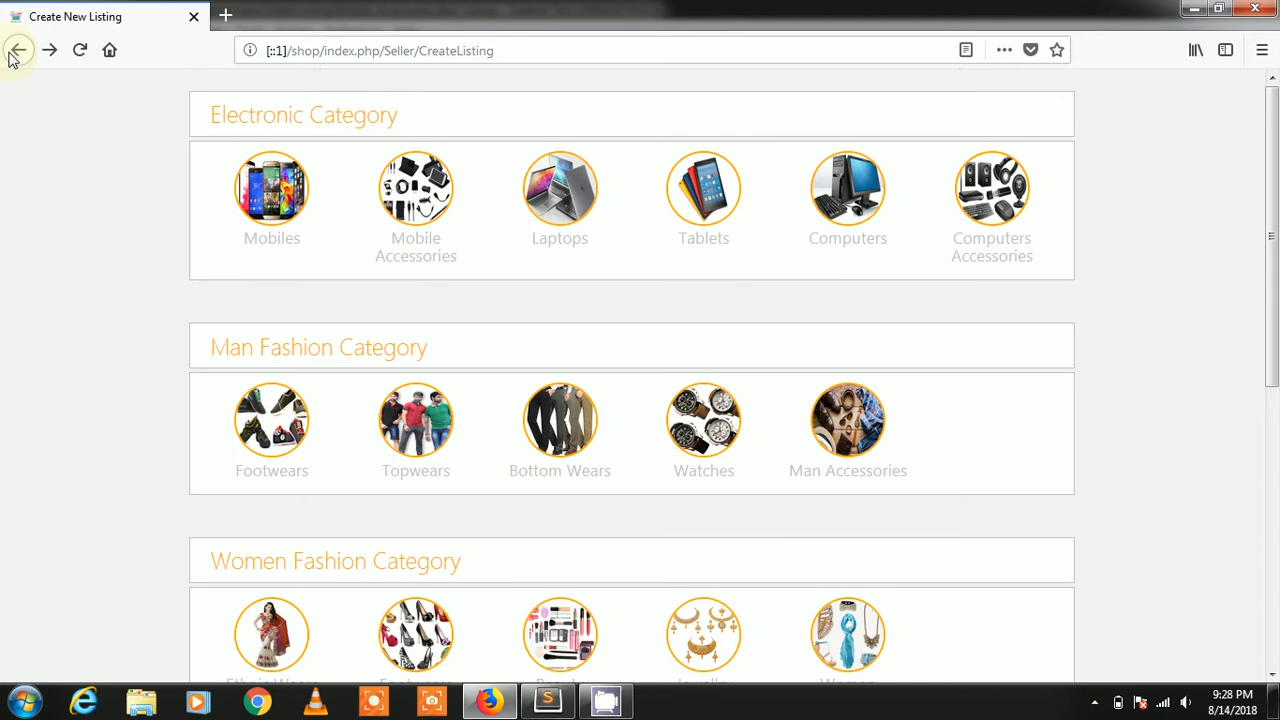 Create New Listing
[::1]/shop/index.php/Seller/CreateListing
Electronic Category
Mobiles
Mobile
Accessories
Laptops
Tablets
Computers
Computers
Accessories
Man Fashion Category
Footwears
Topwears
Bottom Wears
Watches
Man Accessories
Women Fashion Category
9:28 PM
8/14/2018